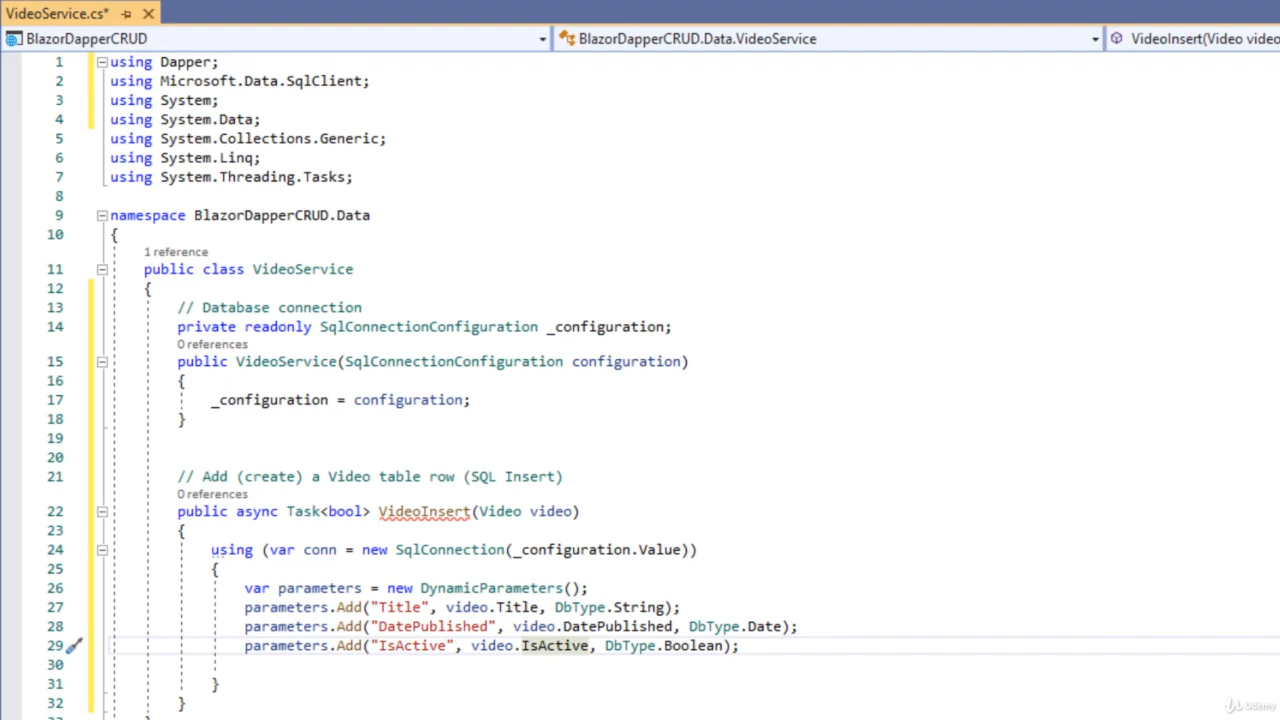 VideoService.cs*
BlazorDapperCRUD BlazorDapperCRUD.Data.VideoService VideoInsert(Video video
1 using Dapper;
2 using Microsoft.Data.SqlClient;
3 using System;
4 using System.Data;
5 using System.Collections.Generic;
6 using System.Linq;
7 using System.Threading.Tasks;
8
9 namespace BlazorDapperCRUD.Data
10 {
1 reference
11 public class VideoService
12 {
13 // Database connection
14 private readonly SqlConnectionConfiguration _configuration;
0 references
15 public VideoService(SqlConnectionConfiguration configuration)
16 {
17 _configuration = configuration;
18 }
19
20
21 // Add (create) a Video table row (SQL Insert)
0 references
22 public async Task<bool> VideoInsert(Video video)
23 {
24 using (var conn = new SqlConnection(_configuration.Value))
25 {
26 var parameters = new DynamicParameters();
27 parameters.Add("Title", video.Title, DbType.String);
28 parameters.Add("DatePublished", video.DatePublished, DbType.Date);
29 parameters.Add("IsActive", video.IsActive, DbType.Boolean);
30
31 }
32 }
Udemy